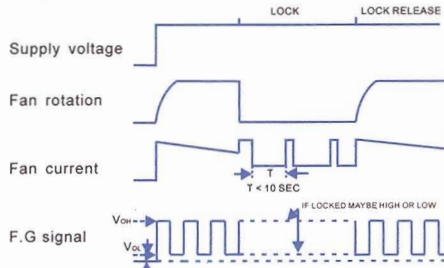 LOCK
LOCK RELEASE
Supply voltage
Fan rotation
Fan current
T
T < 10 SEC
IF LOCKED MAYBE HIGH OR LOW
VOH
F.G signal
VOL